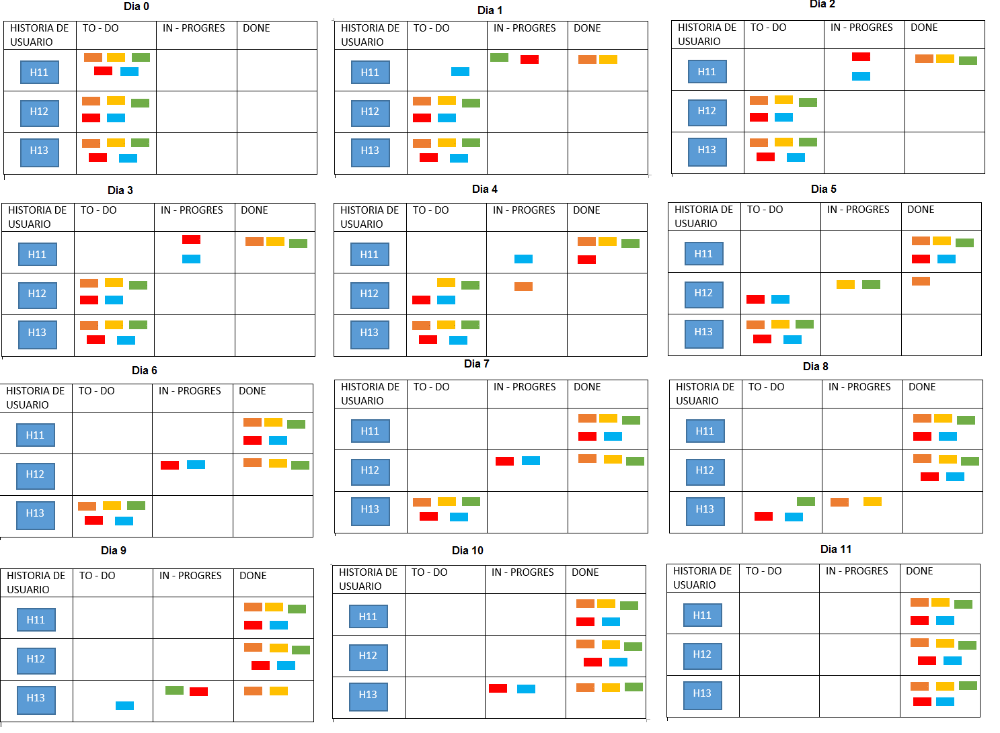 Dia 0
HISTORIA DE USUARIO TO - DO IN - PROGRES DONE
H11
H12
H13
Dia 1
HISTORIA DE USUARIO TO - DO IN - PROGRES DONE
H11
H12
H13
Dia 2
HISTORIA DE USUARIO TO - DO IN - PROGRES DONE
H11
H12
H13
Dia 3
HISTORIA DE USUARIO TO - DO IN - PROGRES DONE
H11
H12
H13
Dia 4
HISTORIA DE USUARIO TO - DO IN - PROGRES DONE
H11
H12
H13
Dia 5
HISTORIA DE USUARIO TO - DO IN - PROGRES DONE
H11
H12
H13
Dia 6
HISTORIA DE USUARIO TO - DO IN - PROGRES DONE
H11
H12
H13
Dia 7
HISTORIA DE USUARIO TO - DO IN - PROGRES DONE
H11
H12
H13
Dia 8
HISTORIA DE USUARIO TO - DO IN - PROGRES DONE
H11
H12
H13
Dia 9
HISTORIA DE USUARIO TO - DO IN - PROGRES DONE
H11
H12
H13
Dia 10
HISTORIA DE USUARIO TO - DO IN - PROGRES DONE
H11
H12
H13
Dia 11
HISTORIA DE USUARIO TO - DO IN - PROGRES DONE
H11
H12
H13